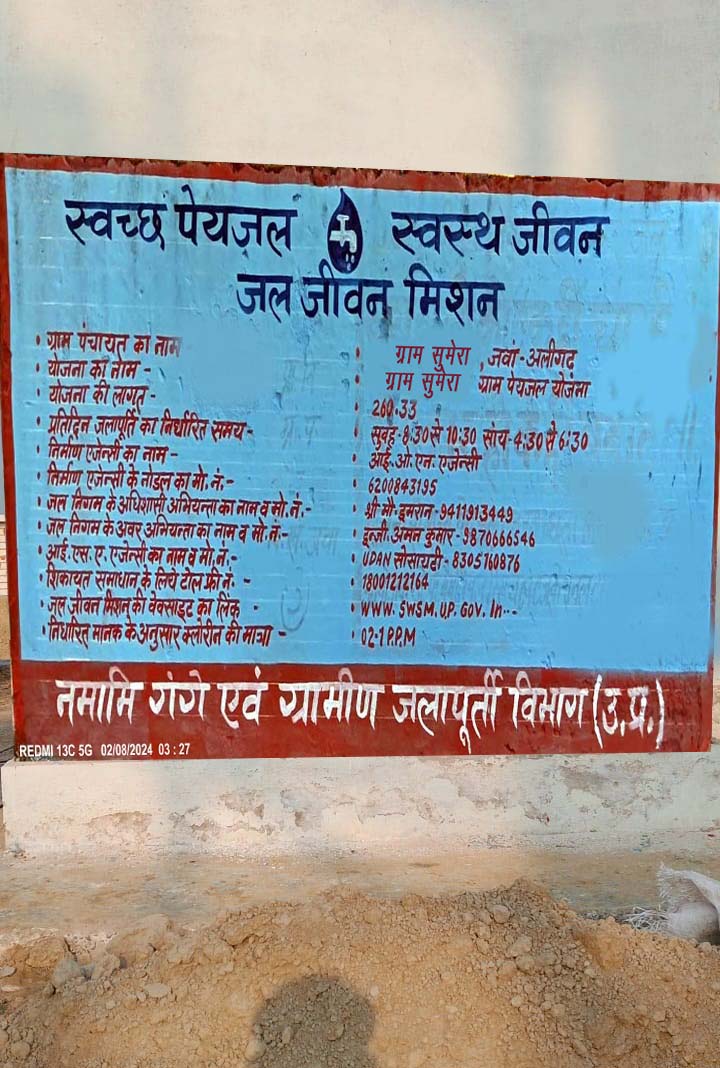 स्वच्छ पेयजल स्वस्थ जीवन
जल जीवन मिशन
• ग्राम पंचायत का नाम • ग्राम सुमेरा , जवां - अलीगढ़
• योजना का नाम - • ग्राम सुमेरा ग्राम पेयजल योजना
• योजना की लागत - • 260.33
• प्रतिदिन जलापूर्ति का निर्धारित समय - सुबह - 8:30 से 10:30 सांय - 4:30 से 6:30
• निर्माण एजेन्सी का नाम - • आई.ओ.एन. एजेन्सी
• निर्माण एजेन्सी के नोडल का मो. नं. - • 6200843195
• जल निगम के अधिशासी अभियन्ता का नाम व मो. नं. - • श्री मौ. इमरान - 9411913449
• जल निगम के अवर अभियन्ता का नाम व मो. नं. - • इन्जी. अमन कुमार - 9870666546
• आई. एस. ए. एजेन्सी का नाम व मो. नं. - • UDAN सोसायटी - 8305160876
• शिकायत समाधान के लिये टोल फ्री नं. - • 18001212164
• जल जीवन मिशन की वेबसाइट का लिंक - • WWW. SWSM.UP.GOV. In--
• निर्धारित मानक के अनुसार क्लोरीन की मात्रा - • 02-1 P.P.M
नमामि गंगे एवं ग्रामीण जलापूर्ती विभाग (उ.प्र.)
REDMI 13C 5G 02/08/2024 03 : 27